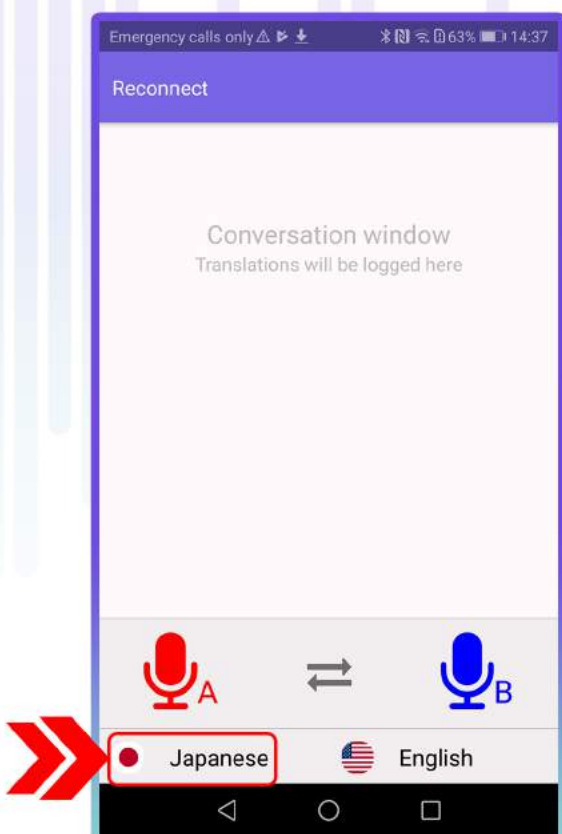 Emergency calls only 63% 14:37
Reconnect
Conversation window
Translations will be logged here
A B
Japanese English